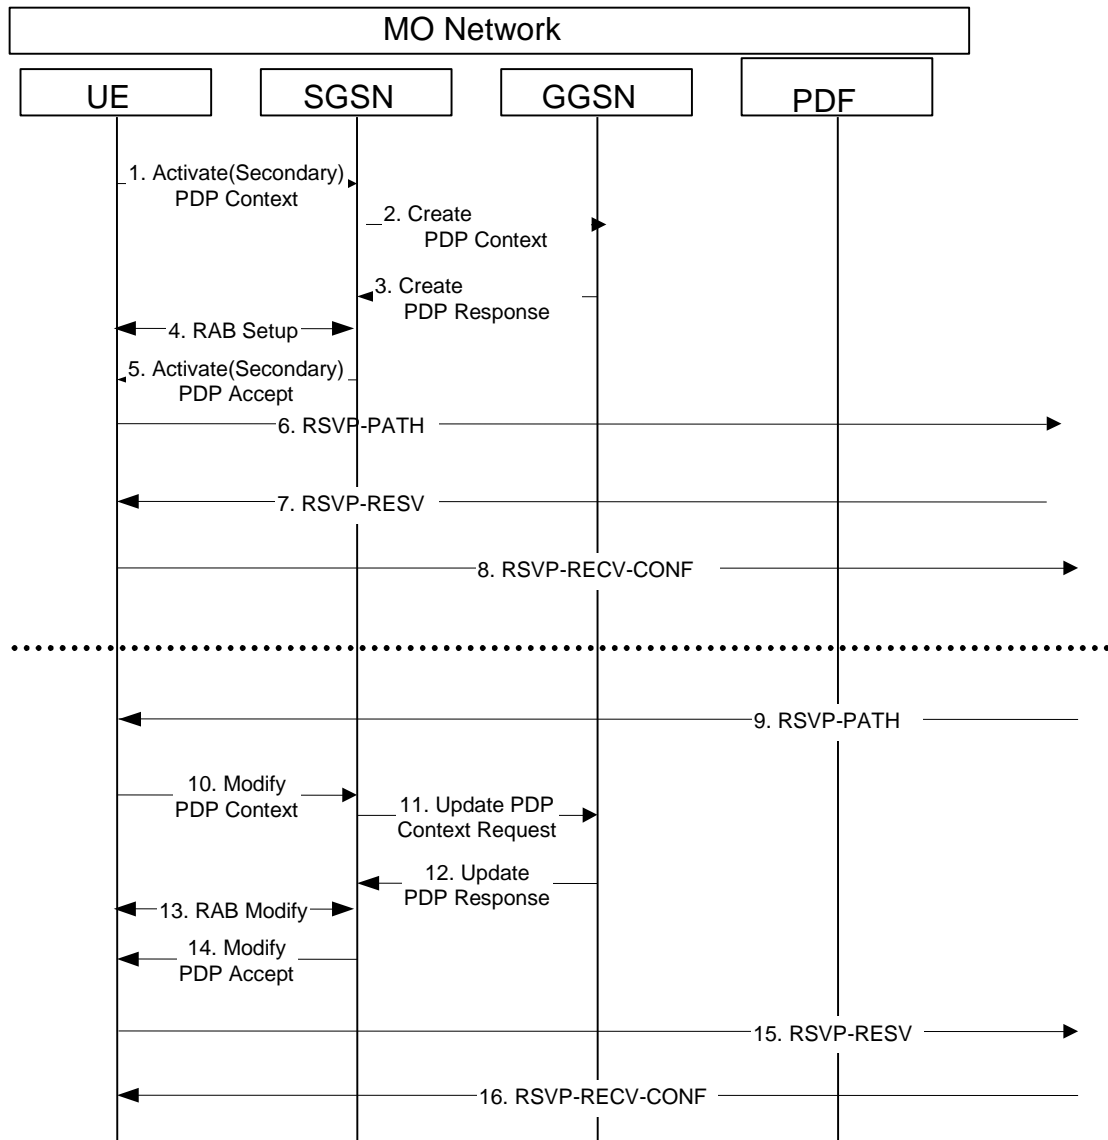 MO Network
UE
SGSN
GGSN
PDF
1. Activate(Secondary)
PDP Context
2. Create
PDP Context
3. Create
PDP Response
4. RAB Setup
5. Activate(Secondary)
PDP Accept
6. RSVP-PATH
7. RSVP-RESV
8. RSVP-RECV-CONF
9. RSVP-PATH
10. Modify
PDP Context
11. Update PDP
Context Request
12. Update
PDP Response
13. RAB Modify
14. Modify
PDP Accept
15. RSVP-RESV
16. RSVP-RECV-CONF